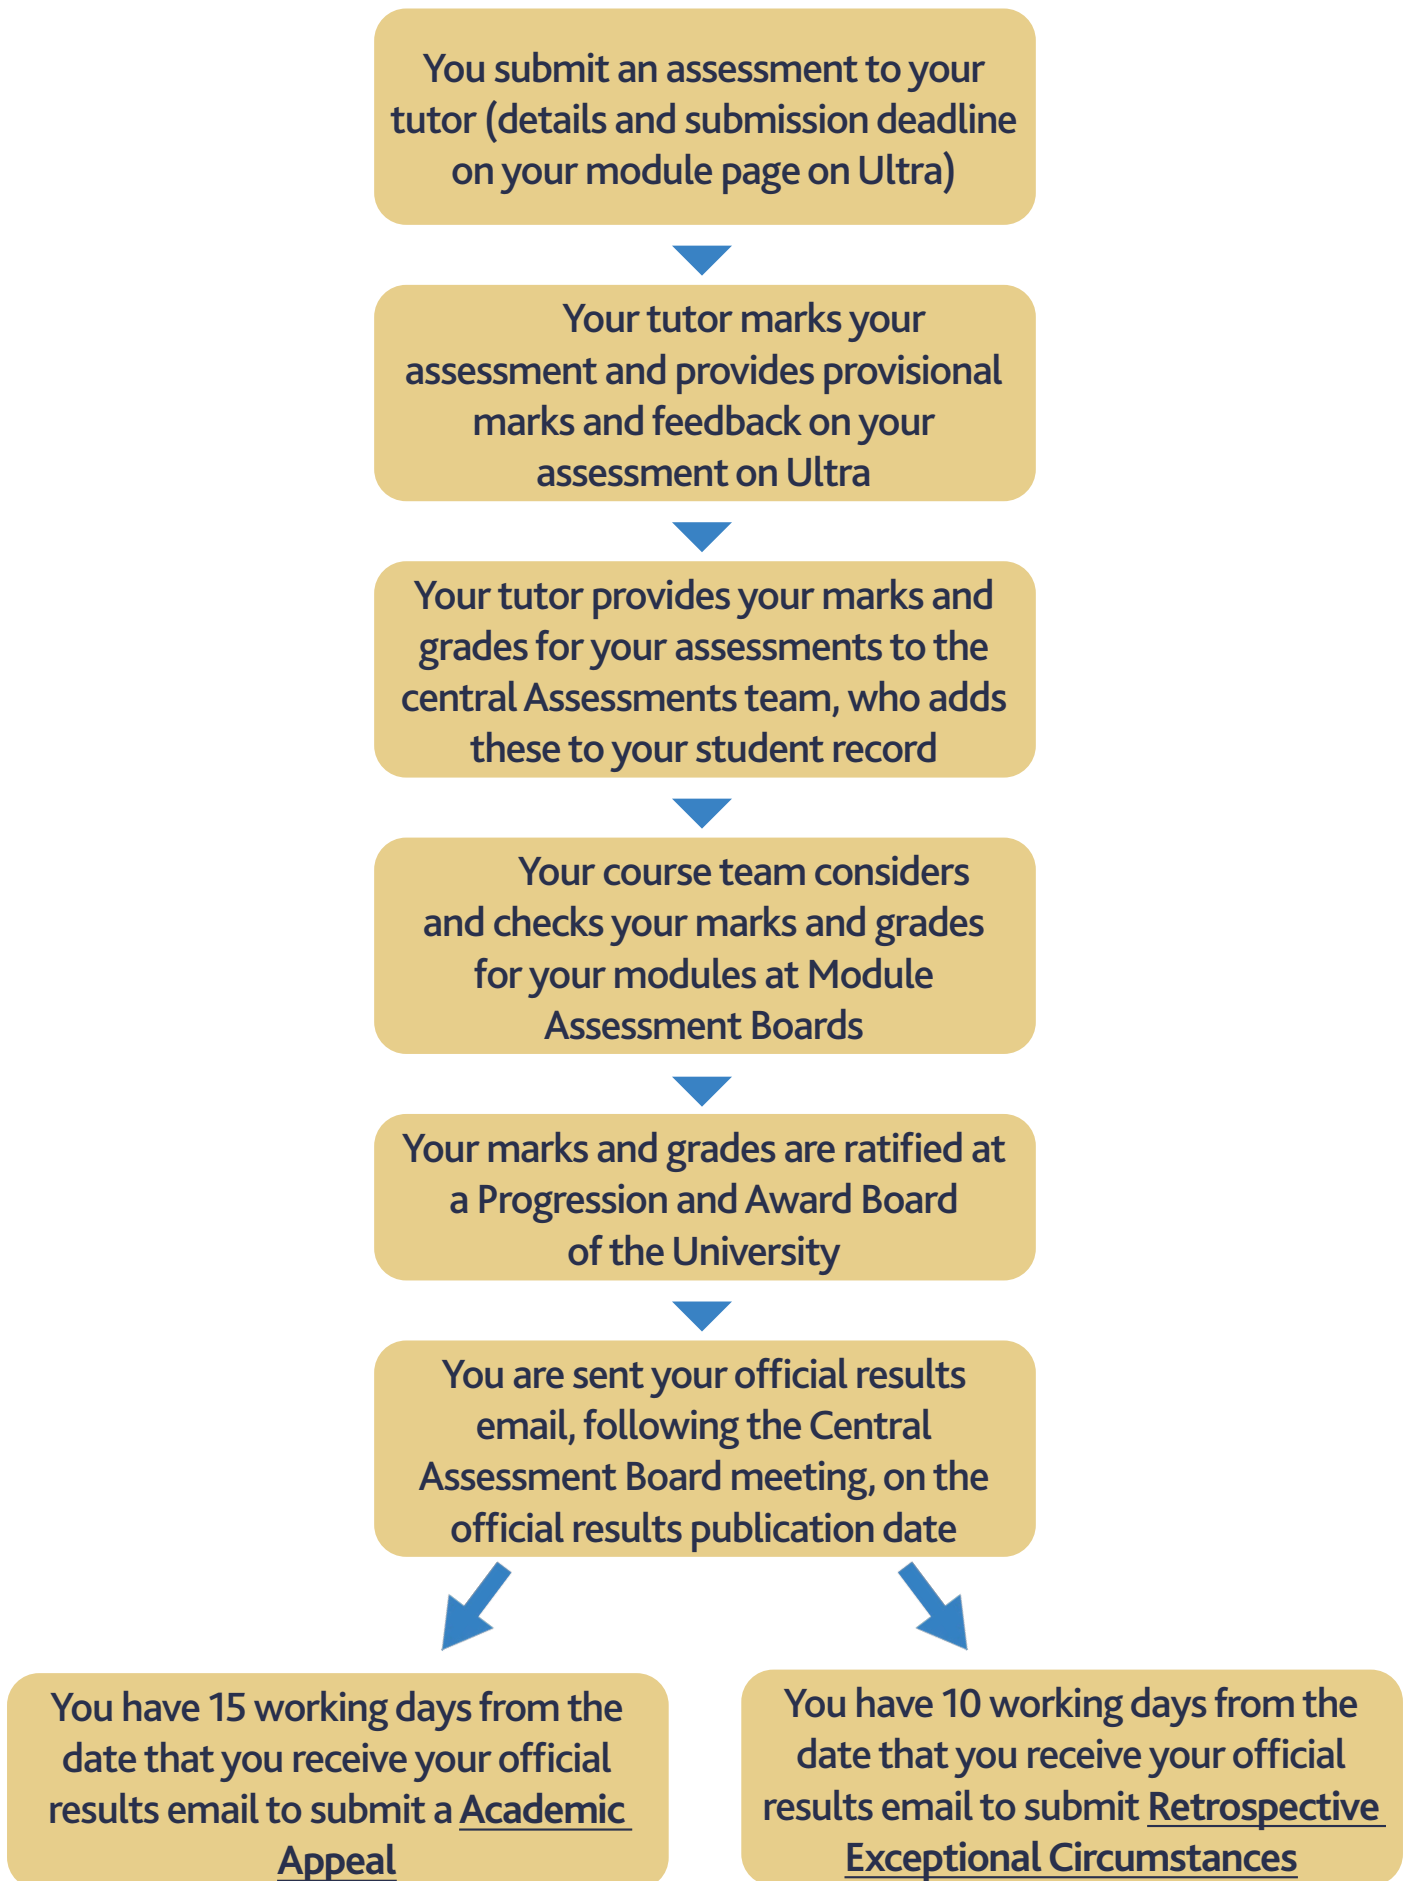 You submit an assessment to your
tutor (details and submission deadline
on your module page on Ultra)
Your tutor marks your
assessment and provides provisional
marks and feedback on your
assessment on Ultra
Your tutor provides your marks and
grades for your assessments to the
central Assessments team, who adds
these to your student record
Your course team considers
and checks your marks and grades
for your modules at Module
Assessment Boards
Your marks and grades are ratified at
a Progression and Award Board
of the University
You are sent your official results
email, following the Central
Assessment Board meeting, on the
official results publication date
You have 15 working days from the
date that you receive your official
results email to submit a Academic
Appeal
You have 10 working days from the
date that you receive your official
results email to submit Retrospective
Exceptional Circumstances